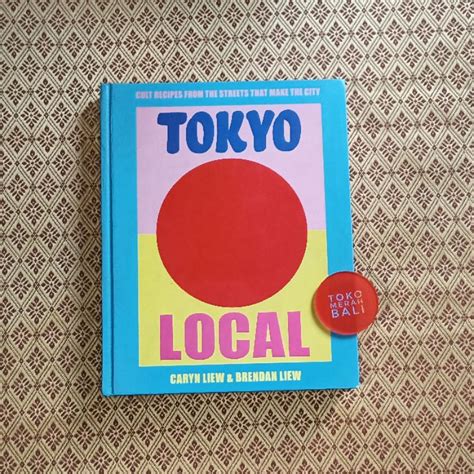 CULT RECIPES FROM THE STREETS THAT MAKE THE CITY
TOKYO
LOCAL
CARYN LIEW & BRENDAN LIEW
TOKO
MERAH
BALI